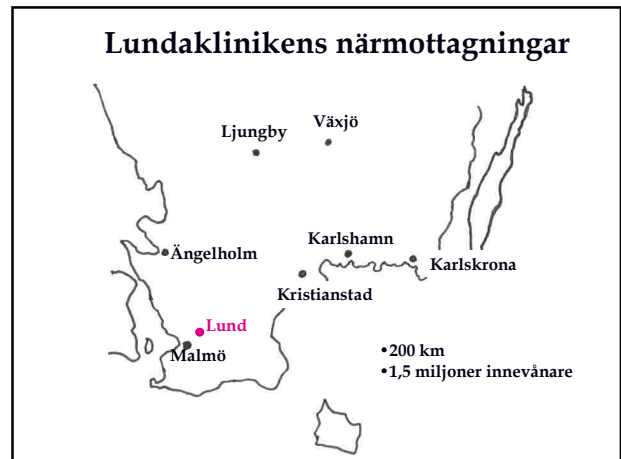 Lundaklinikens närmottagningar
Växjö
Ljungby
Karlshamn
Ängelholm
Karlskrona
Kristianstad
Lund
Malmö
•200 km
•1,5 miljoner innevånare